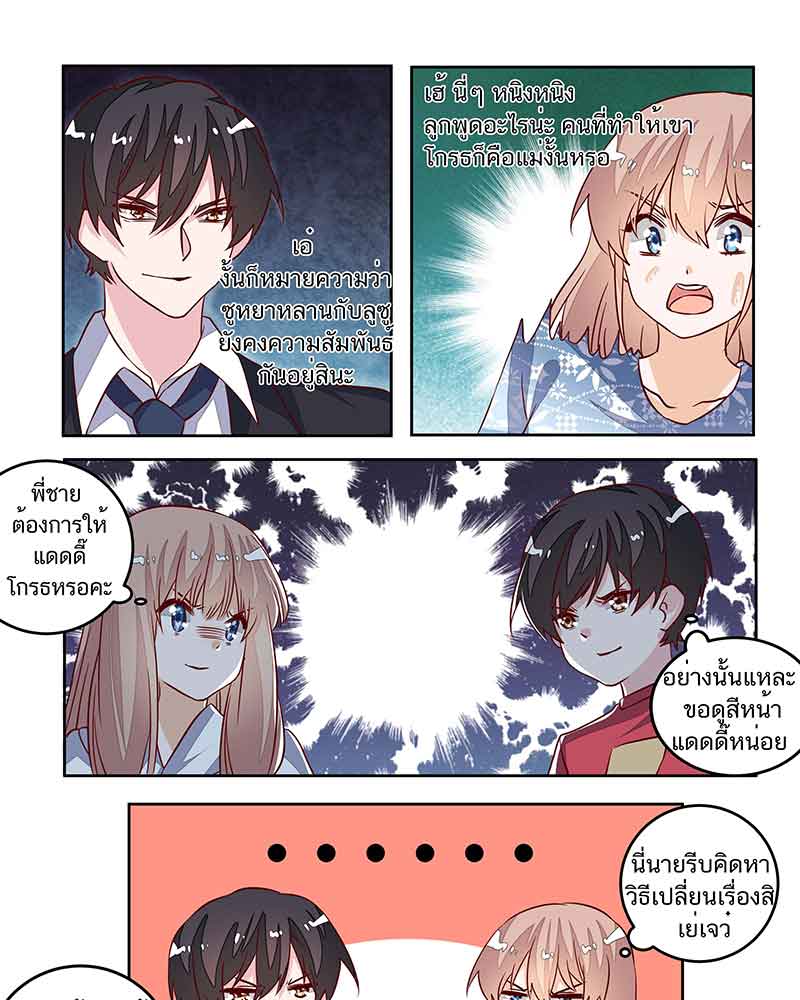 เอ๋
งั้นก็หมายความว่า
ซูหยาหลานกับลูซู
ยังคงความสัมพันธ์
กันอยู่สินะ
เฮ้ นี่ๆ หนิงหนิง
ลูกพูดอะไรน่ะ คนที่ทำให้เขา
โกรธก็คือแม่งั้นหรอ
พี่ชาย
ต้องการให้
แดดดี๊
โกรธหรอคะ
อย่างนั้นแหละ
ขอดูสีหน้า
แดดดี๊หน่อย
นี่นายรีบคิดหา
วิธีเปลี่ยนเรื่องสิ
เย่เจว๋